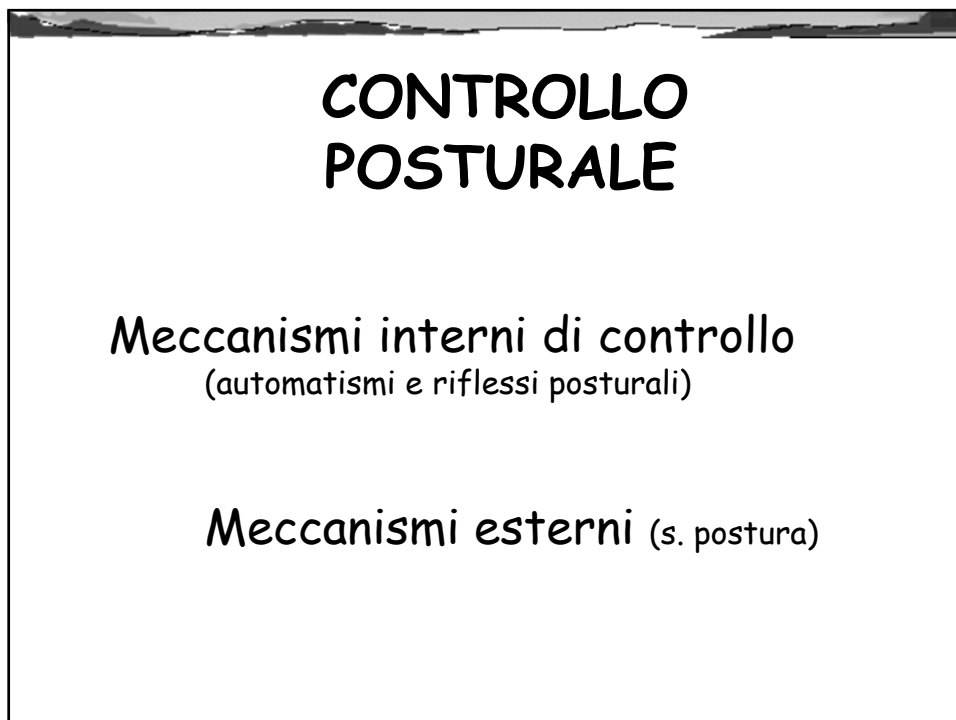 CONTROLLO
POSTURALE
Meccanismi interni di controllo
(automatismi e riflessi posturali)
Meccanismi esterni (s. postura)